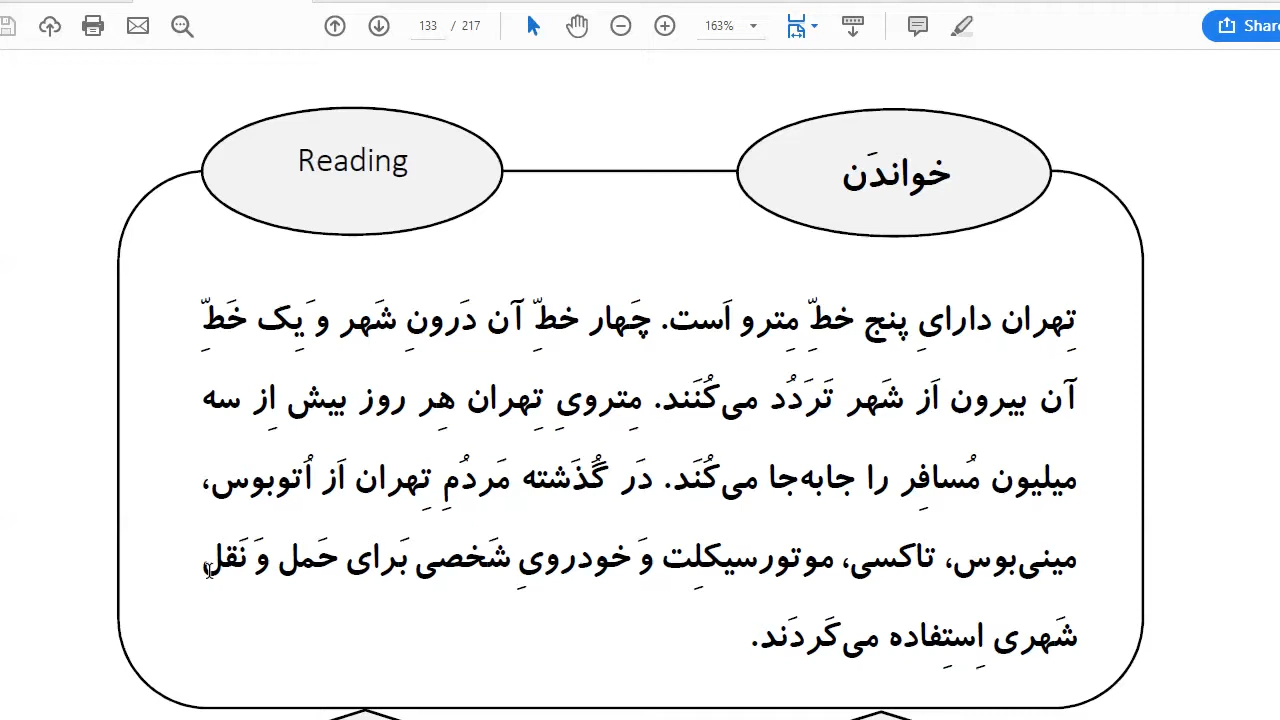 133 / 217
163%
Share
Reading
خواندَن
تِهران دارایِ پنج خطِّ مِترو اَست. چَهار خطِّ آن دَرونِ شَهر وَ یِک خَطِّ
آن بیرون اَز شَهر تَرَدُد می‌کُنَند. مِترویِ تِهران هِر روز بیش اِز سه
میلیون مُسافِر را جابه‌جا می‌کُنَد. دَر گُذَشته مَردُمِ تِهران اَز اُتوبوس،
مینی‌بوس، تاکسی، موتورسیکلِت وَ خودرویِ شَخصی بَرای حَمل وَ نَقلِ
شَهری اِستِفاده می‌کَردَند.